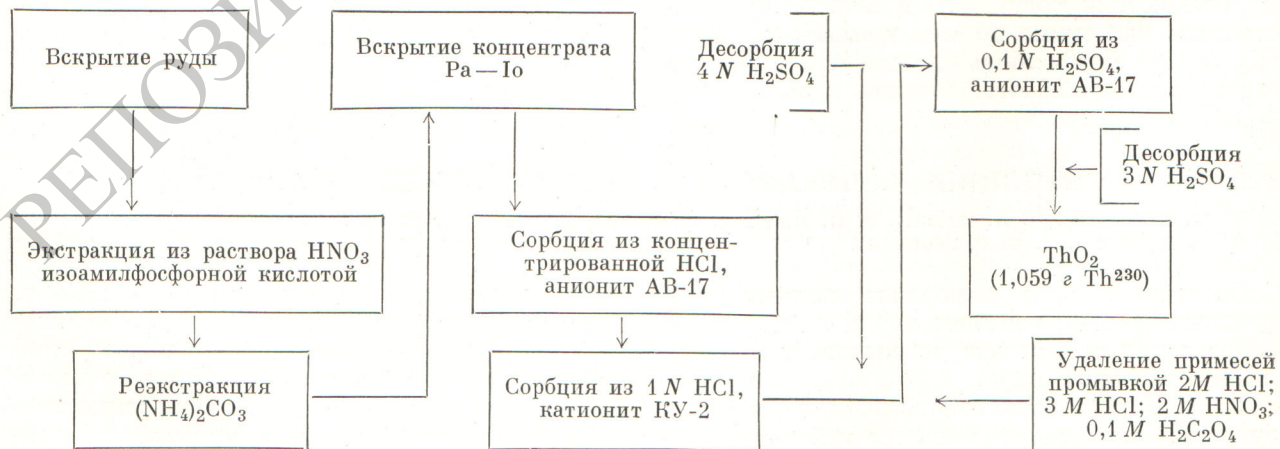 Вскрытие руды
Экстракция из раствора HNO₃
изоамилфосфорной кислотой
Реэкстракция
(NH₄)₂CO₃
Вскрытие концентрата
Pa—Io
Сорбция из концен-
трированной HCl,
анионит АВ-17
Сорбция из 1 N HCl,
катионит КУ-2
Десорбция
4 N H₂SO₄
Удаление примесей
промывкой 2M HCl;
3 M HCl; 2 M HNO₃;
0,1 M H₂C₂O₄
Сорбция из
0,1 N H₂SO₄,
анионит АВ-17
Десорбция
3 N H₂SO₄
ThO₂
(1,059 г Th²³⁰)